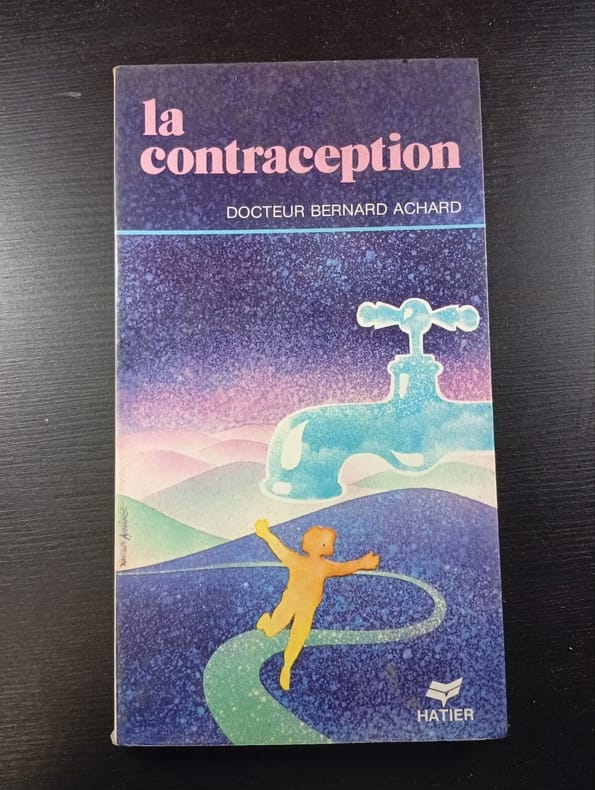 la
contraception
DOCTEUR BERNARD ACHARD
HATIER